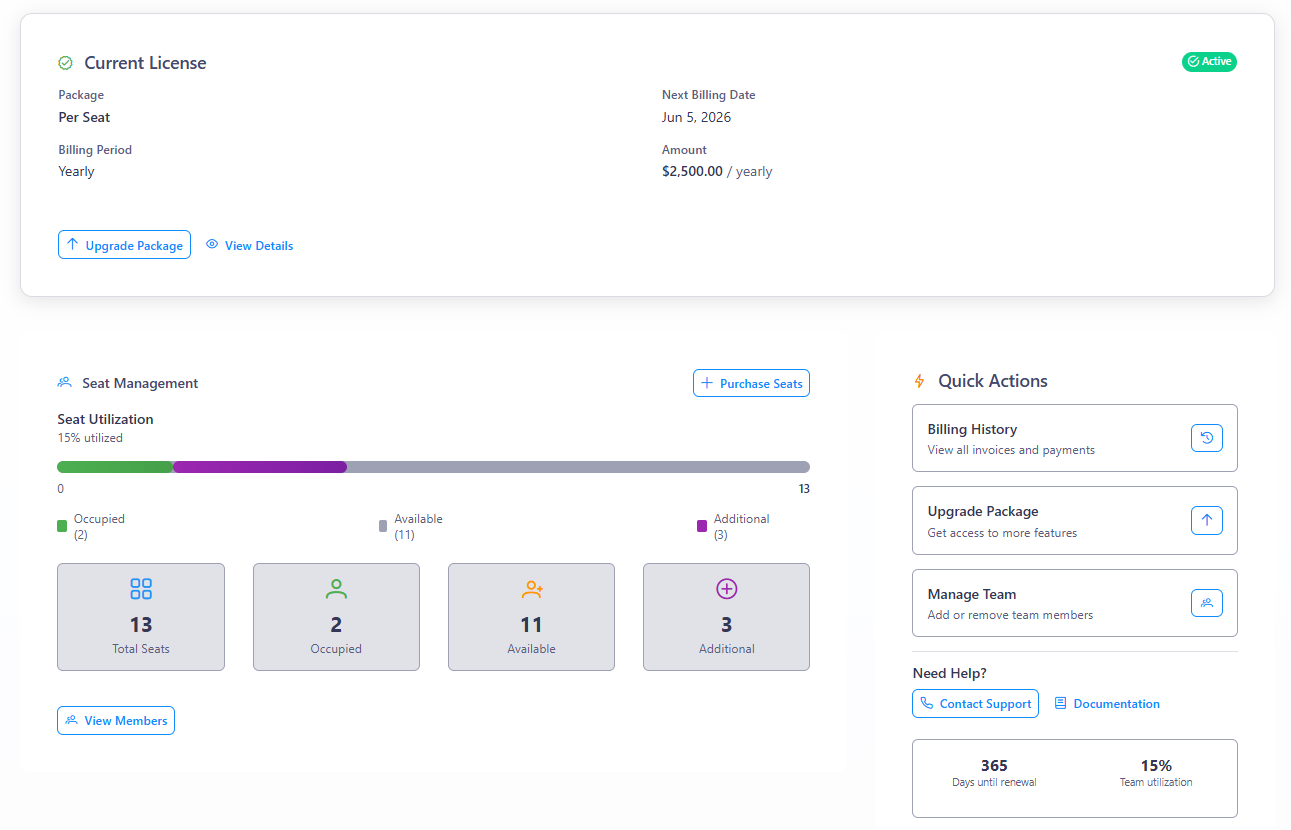 Current License
Active
Package
Per Seat
Next Billing Date
Jun 5, 2026
Billing Period
Yearly
Amount
$2,500.00 / yearly
Upgrade Package
View Details
Seat Management
Purchase Seats
Seat Utilization
15% utilized
0
13
Occupied
(2)
Available
(11)
Additional
(3)
13
Total Seats
2
Occupied
11
Available
3
Additional
View Members
Quick Actions
Billing History
View all invoices and payments
Upgrade Package
Get access to more features
Manage Team
Add or remove team members
Need Help?
Contact Support
Documentation
365
Days until renewal
15%
Team utilization